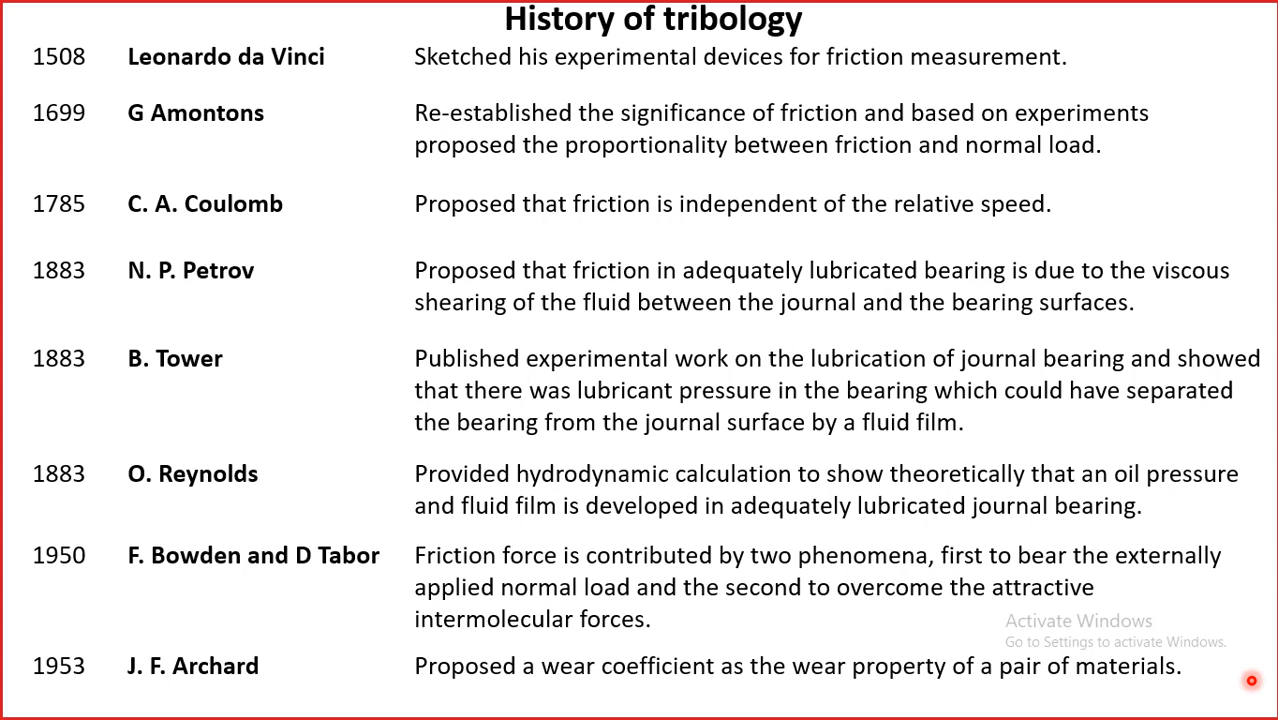 History of tribology
1508 Leonardo da Vinci Sketched his experimental devices for friction measurement.
1699 G Amontons Re-established the significance of friction and based on experiments
proposed the proportionality between friction and normal load.
1785 C. A. Coulomb Proposed that friction is independent of the relative speed.
1883 N. P. Petrov Proposed that friction in adequately lubricated bearing is due to the viscous
shearing of the fluid between the journal and the bearing surfaces.
1883 B. Tower Published experimental work on the lubrication of journal bearing and showed
that there was lubricant pressure in the bearing which could have separated
the bearing from the journal surface by a fluid film.
1883 O. Reynolds Provided hydrodynamic calculation to show theoretically that an oil pressure
and fluid film is developed in adequately lubricated journal bearing.
1950 F. Bowden and D Tabor Friction force is contributed by two phenomena, first to bear the externally
applied normal load and the second to overcome the attractive
intermolecular forces.
Activate Windows
Go to Settings to activate Windows.
1953 J. F. Archard Proposed a wear coefficient as the wear property of a pair of materials.